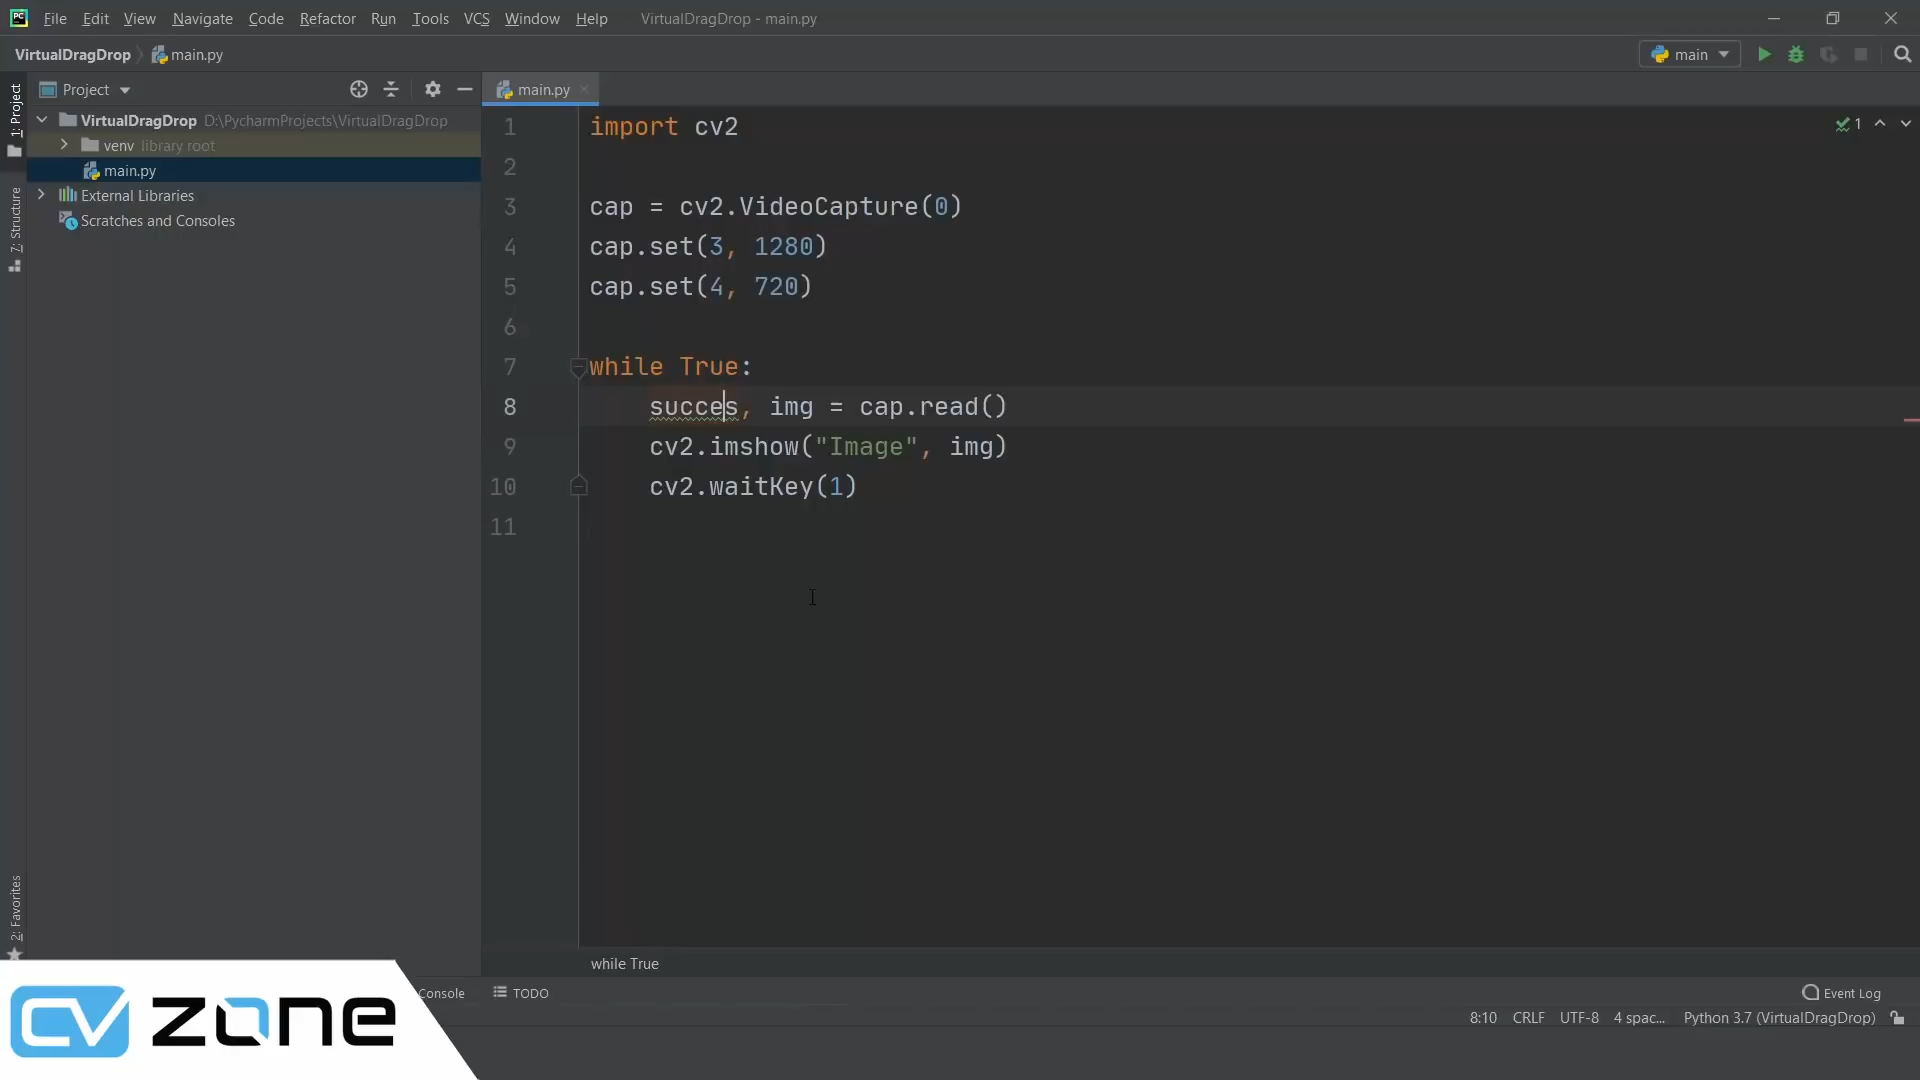 File Edit View Navigate Code Refactor Run Tools VCS Window Help VirtualDragDrop - main.py
VirtualDragDrop main.py
main
Project
main.py
1: Project
7: Structure
2: Favorites
VirtualDragDrop D:\PycharmProjects\VirtualDragDrop
venv library root
main.py
External Libraries
Scratches and Consoles
1 import cv2
2
3 cap = cv2.VideoCapture(0)
4 cap.set(3, 1280)
5 cap.set(4, 720)
6
7 while True:
8 succes, img = cap.read()
9 cv2.imshow("Image", img)
10 cv2.waitKey(1)
11
1
while True
Console TODO
Event Log
8:10 CRLF UTF-8 4 spac... Python 3.7 (VirtualDragDrop)
CV zone